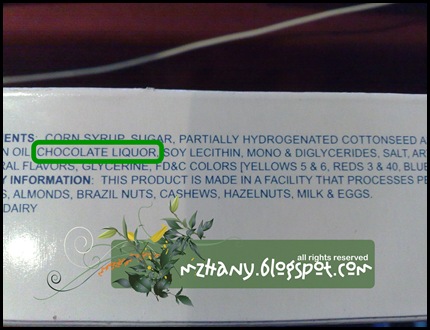 ENTS: CORN SYRUP, SUGAR, PARTIALLY HYDROGENATED COTTONSEED A
N OIL, CHOCOLATE LIQUOR, SOY LECITHIN, MONO & DIGLYCERIDES, SALT, AR
RAL FLAVORS, GLYCERINE, FD&C COLORS [YELLOWS 5 & 6, REDS 3 & 40, BLUE
Y INFORMATION: THIS PRODUCT IS MADE IN A FACILITY THAT PROCESSES PE
S, ALMONDS, BRAZIL NUTS, CASHEWS, HAZELNUTS, MILK & EGGS.
DAIRY
all rights reserved
mzhany.blogspot.com